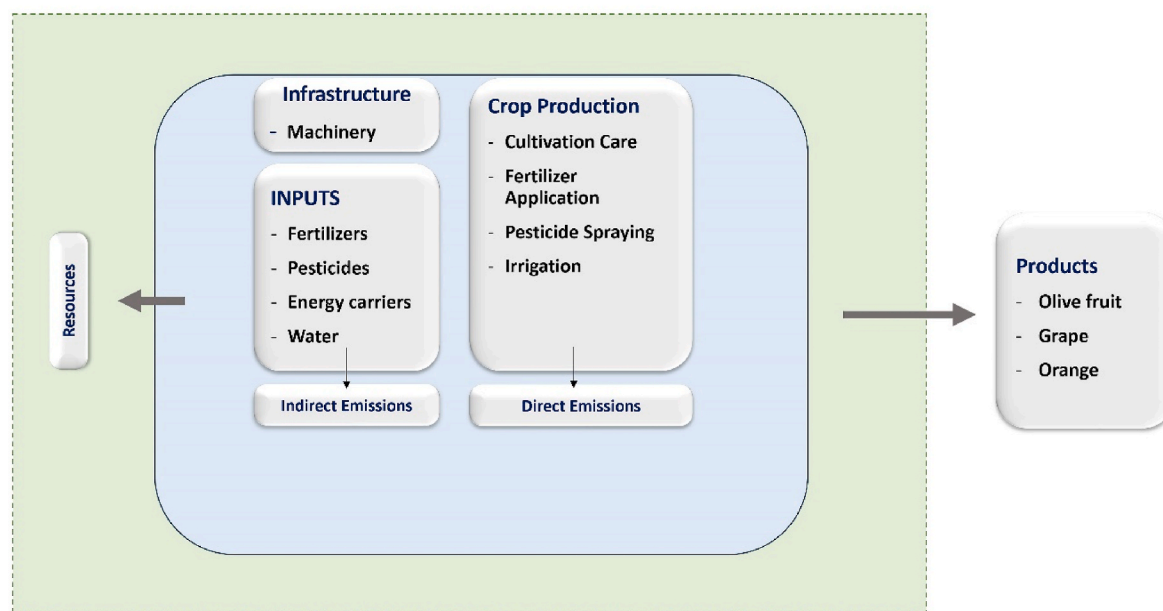 Resources
Infrastructure
- Machinery
INPUTS
- Fertilizers
- Pesticides
- Energy carriers
- Water
Indirect Emissions
Crop Production
- Cultivation Care
- Fertilizer
Application
- Pesticide Spraying
- Irrigation
Direct Emissions
Products
- Olive fruit
- Grape
- Orange